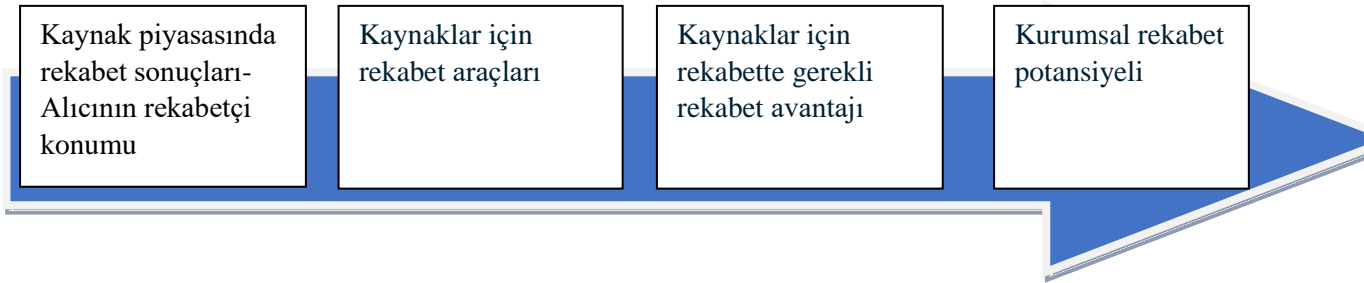 Kaynak piyasasında
rekabet sonuçları-
Alıcının rekabetçi
konumu
Kaynaklar için
rekabet araçları
Kaynaklar için
rekabette gerekli
rekabet avantajı
Kurumsal rekabet
potansiyeli